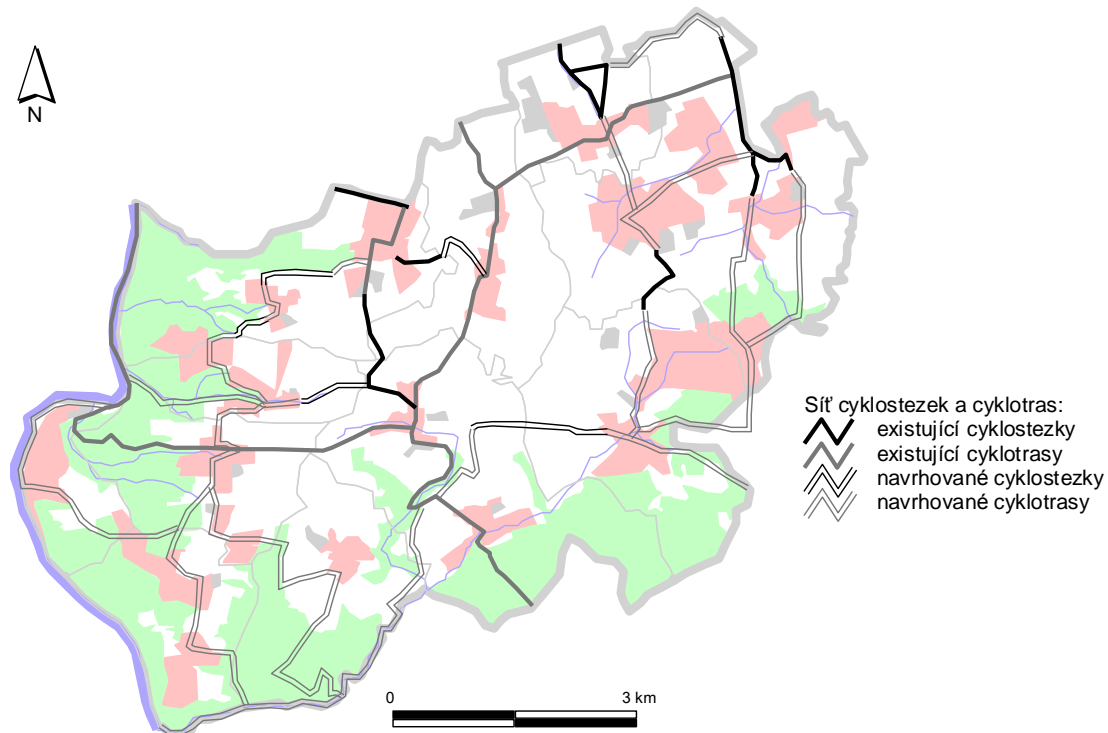 N
Síť cyklostezek a cyklotras:
existující cyklostezky
existující cyklotrasy
navrhované cyklostezky
navrhované cyklotrasy
0 3 km